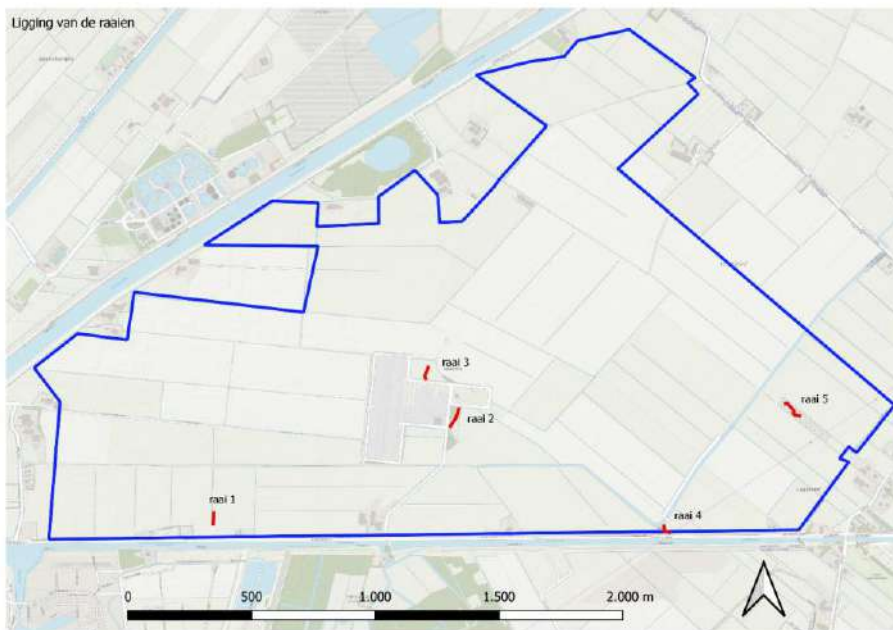 Ligging van de raaien
raai 3
raai 2
raai 5
raai 1
raai 4
0 500 1.000 1.500 2.000 m